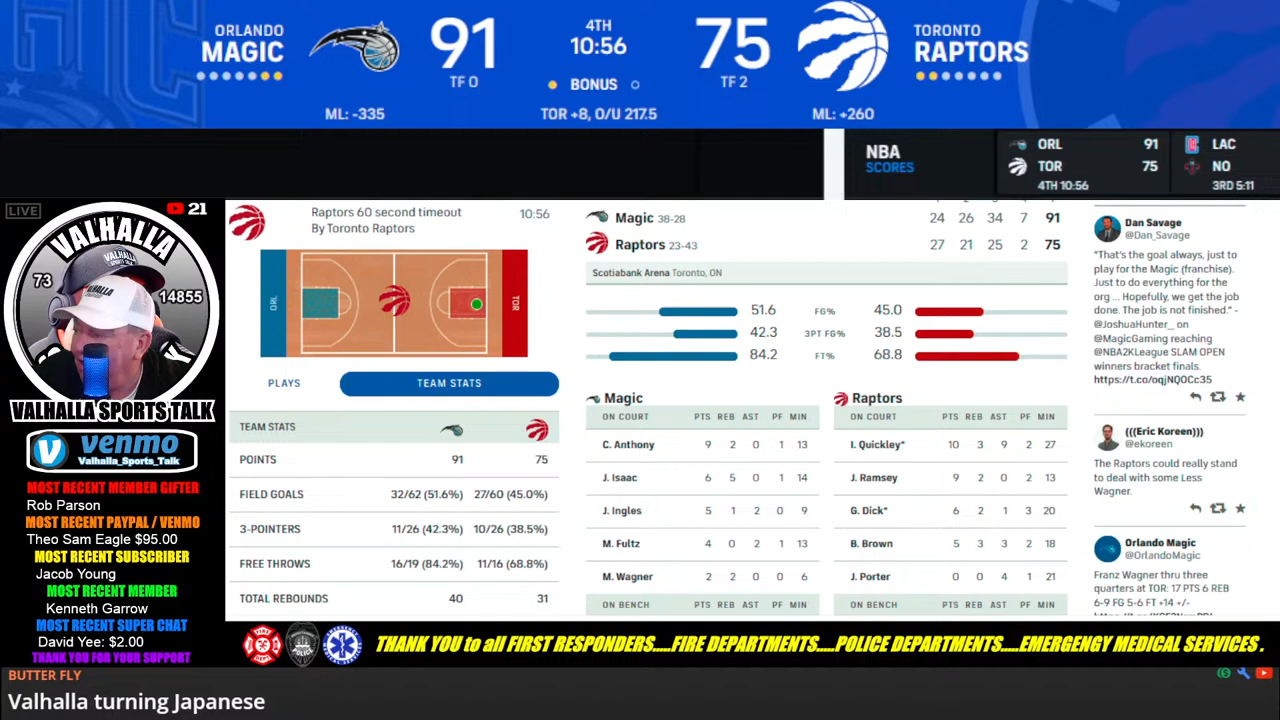 ORLANDO
MAGIC
91
TF 0
4TH
10:56
BONUS
75
TF 2
TORONTO
RAPTORS
ML: -335
TOR +8, O/U 217.5
ML: +260
NBA
SCORES
ORL 91
TOR 75
4TH 10:56
LAC
NO
3RD 5:11
LIVE
21
VALHALLA
73
14855
VALHALLA SPORTS TALK
venmo
Valhalla_Sports_Talk
MOST RECENT MEMBER GIFTER
Rob Parson
MOST RECENT PAYPAL / VENMO
Theo Sam Eagle $95.00
MOST RECENT SUBSCRIBER
Jacob Young
MOST RECENT MEMBER
Kenneth Garrow
MOST RECENT SUPER CHAT
David Yee: $2.00
THANK YOU FOR YOUR SUPPORT
Raptors 60 second timeout 10:56
By Toronto Raptors
ORL
TOR
PLAYS TEAM STATS
TEAM STATS
POINTS 91 75
FIELD GOALS 32/62 (51.6%) 27/60 (45.0%)
3-POINTERS 11/26 (42.3%) 10/26 (38.5%)
FREE THROWS 16/19 (84.2%) 11/16 (68.8%)
TOTAL REBOUNDS 40 31
Magic 38-28 24 26 34 7 91
Raptors 23-43 27 21 25 2 75
Scotiabank Arena Toronto, ON
51.6 FG% 45.0
42.3 3PT FG% 38.5
84.2 FT% 68.8
Magic
ON COURT PTS REB AST PF MIN
C. Anthony 9 2 0 1 13
J. Isaac 6 5 0 1 14
J. Ingles 5 1 2 0 9
M. Fultz 4 0 2 1 13
M. Wagner 2 2 0 0 6
ON BENCH PTS REB AST PF MIN
Raptors
ON COURT PTS REB AST PF MIN
I. Quickley* 10 3 9 2 27
J. Ramsey 9 2 0 2 13
G. Dick* 6 2 1 3 20
B. Brown 5 3 3 2 18
J. Porter 0 0 4 1 21
ON BENCH PTS REB AST PF MIN
Dan Savage
@Dan_Savage
"That's the goal always, just to
play for the Magic (franchise).
Just to do everything for the
org ... Hopefully, we get the job
done. The job is not finished." -
@JoshuaHunter_ on
@MagicGaming reaching
@NBA2KLeague SLAM OPEN
winners bracket finals.
https://t.co/oqjNQOCc35
(((Eric Koreen)))
@ekoreen
The Raptors could really stand
to deal with some Less
Wagner.
Orlando Magic
@OrlandoMagic
Franz Wagner thru three
quarters at TOR: 17 PTS 6 REB
6-9 FG 5-6 FT +14 +/-
THANK YOU to all FIRST RESPONDERS.....FIRE DEPARTMENTS.....POLICE DEPARTMENTS.....EMERGENGY MEDICAL SERVICES .
BUTTER FLY
Valhalla turning Japanese